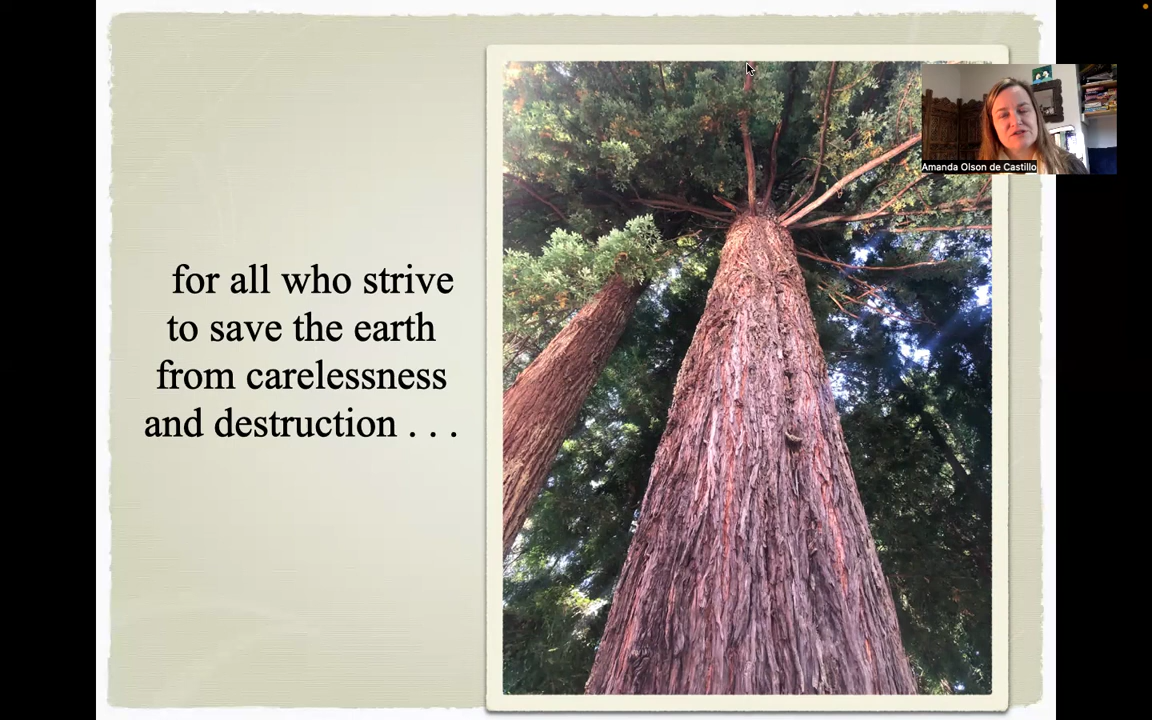 for all who strive
to save the earth
from carelessness
and destruction . . .
Amanda Olson de Castillo